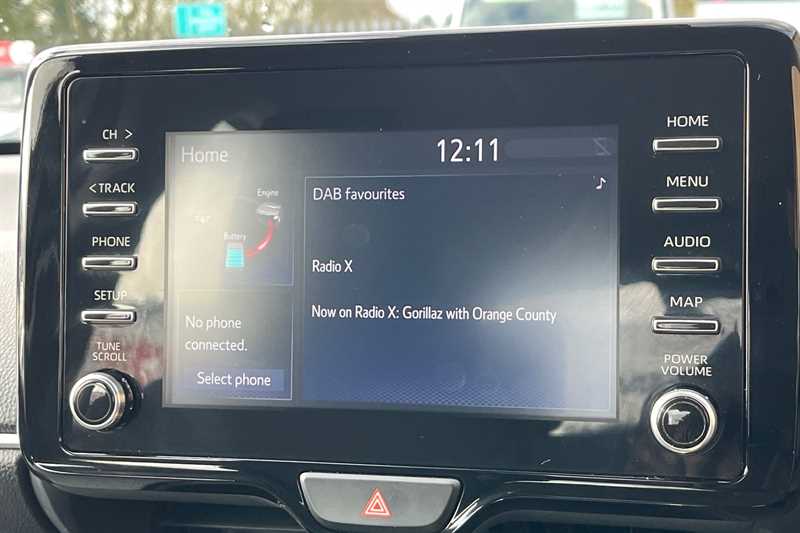 CH >
< TRACK
PHONE
SETUP
TUNE
SCROLL
Home
12:11
Engine
Battery
No phone
connected.
Select phone
DAB favourites
Radio X
Now on Radio X: Gorillaz with Orange County
HOME
MENU
AUDIO
MAP
POWER
VOLUME